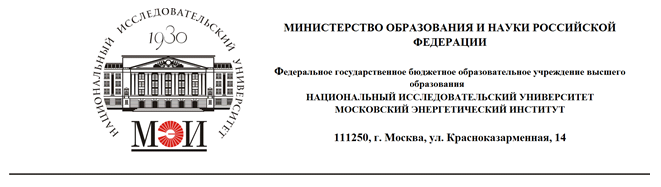 НАЦИОНАЛЬНЫЙ ИССЛЕДОВАТЕЛЬСКИЙ УНИВЕРСИТЕТ
1930
МЭИ
МИНИСТЕРСТВО ОБРАЗОВАНИЯ И НАУКИ РОССИЙСКОЙ
ФЕДЕРАЦИИ
Федеральное государственное бюджетное образовательное учреждение высшего
образования
НАЦИОНАЛЬНЫЙ ИССЛЕДОВАТЕЛЬСКИЙ УНИВЕРСИТЕТ
МОСКОВСКИЙ ЭНЕРГЕТИЧЕСКИЙ ИНСТИТУТ
111250, г. Москва, ул. Красноказарменная, 14